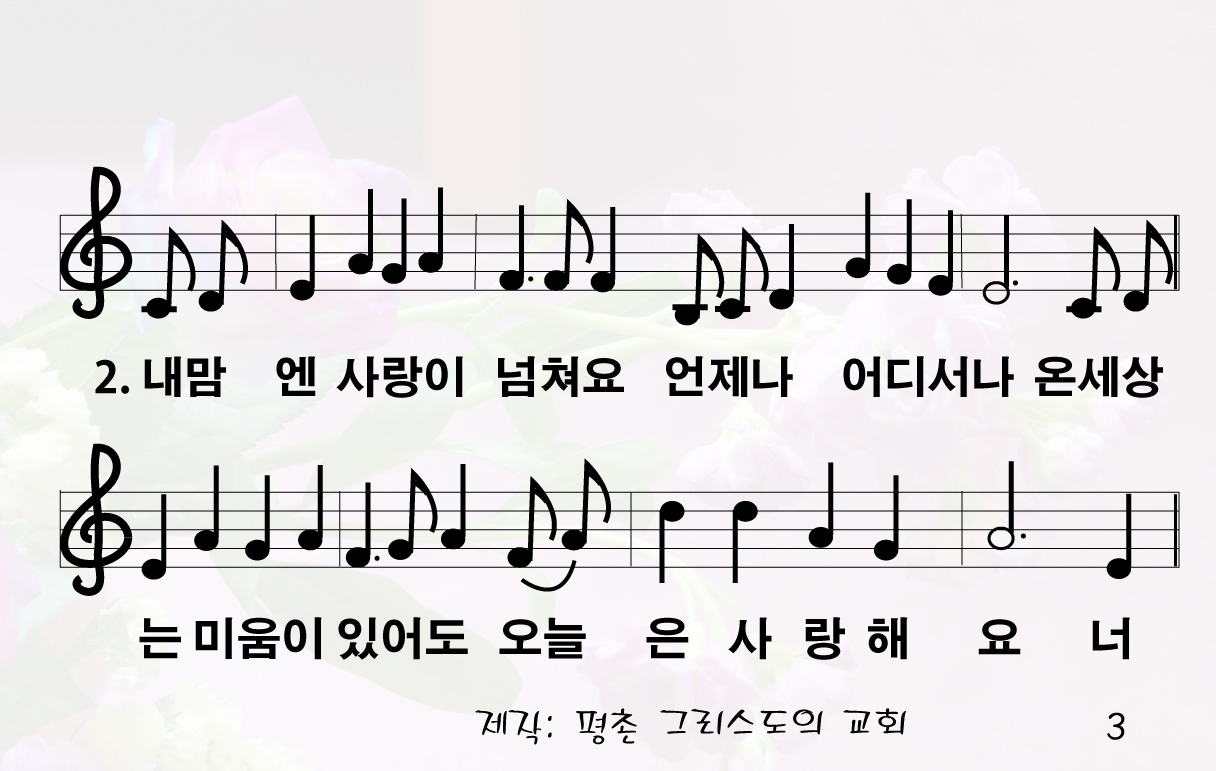 2. 내맘 엔 사랑이 넘쳐요 언제나 어디서나 온세상
는 미움이 있어도 오늘 은 사 랑 해 요 너
제작: 평촌 그리스도의 교회 3